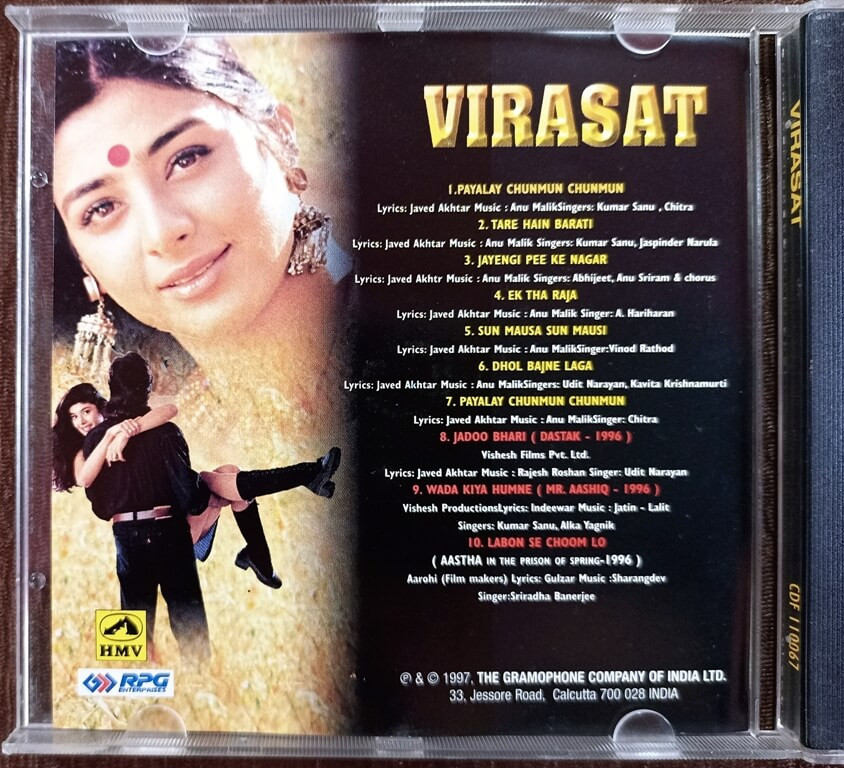 VIRASAT
1.PAYALAY CHUNMUN CHUNMUN
Lyrics: Javed Akhtar Music : Anu MalikSingers: Kumar Sanu , Chitra
2. TARE HAIN BARATI
Lyrics: Javed Akhtar Music : Anu Malik Singers: Kumar Sanu, Jaspinder Narula
3. JAYENGI PEE KE NAGAR
Lyrics: Javed Akhtr Music : Anu Malik Singers: Abhijeet, Anu Sriram & chorus
4. EK THA RAJA
Lyrics: Javed Akhtar Music : Anu Malik Singer: A. Hariharan
5. SUN MAUSA SUN MAUSI
Lyrics: Javed Akhtar Music : Anu MalikSinger:Vinod Rathod
6. DHOL BAJNE LAGA
Lyrics: Javed Akhtar Music : Anu MalikSingers: Udit Narayan, Kavita Krishnamurti
7. PAYALAY CHUNMUN CHUNMUN
Lyrics: Javed Akhtar Music : Anu MalikSinger: Chitra
8. JADOO BHARI ( DASTAK - 1996 )
Vishesh Films Pvt. Ltd.
Lyrics: Javed Akhtar Music : Rajesh Roshan Singer: Udit Narayan
9. WADA KIYA HUMNE ( MR. AASHIQ - 1996 )
Vishesh ProductionsLyrics: Indeewar Music : Jatin - Lalit
Singers: Kumar Sanu, Alka Yagnik
10. LABON SE CHOOM LO
( AASTHA IN THE PRISON OF SPRING-1996 )
Aarohi (Film makers) Lyrics: Gulzar Music :Sharangdev
Singer:Sriradha Banerjee
HMV
RPG
ENTERPRISES
℗ & © 1997, THE GRAMOPHONE COMPANY OF INDIA LTD.
33, Jessore Road, Calcutta 700 028 INDIA
VIRASAT
CDF 110067